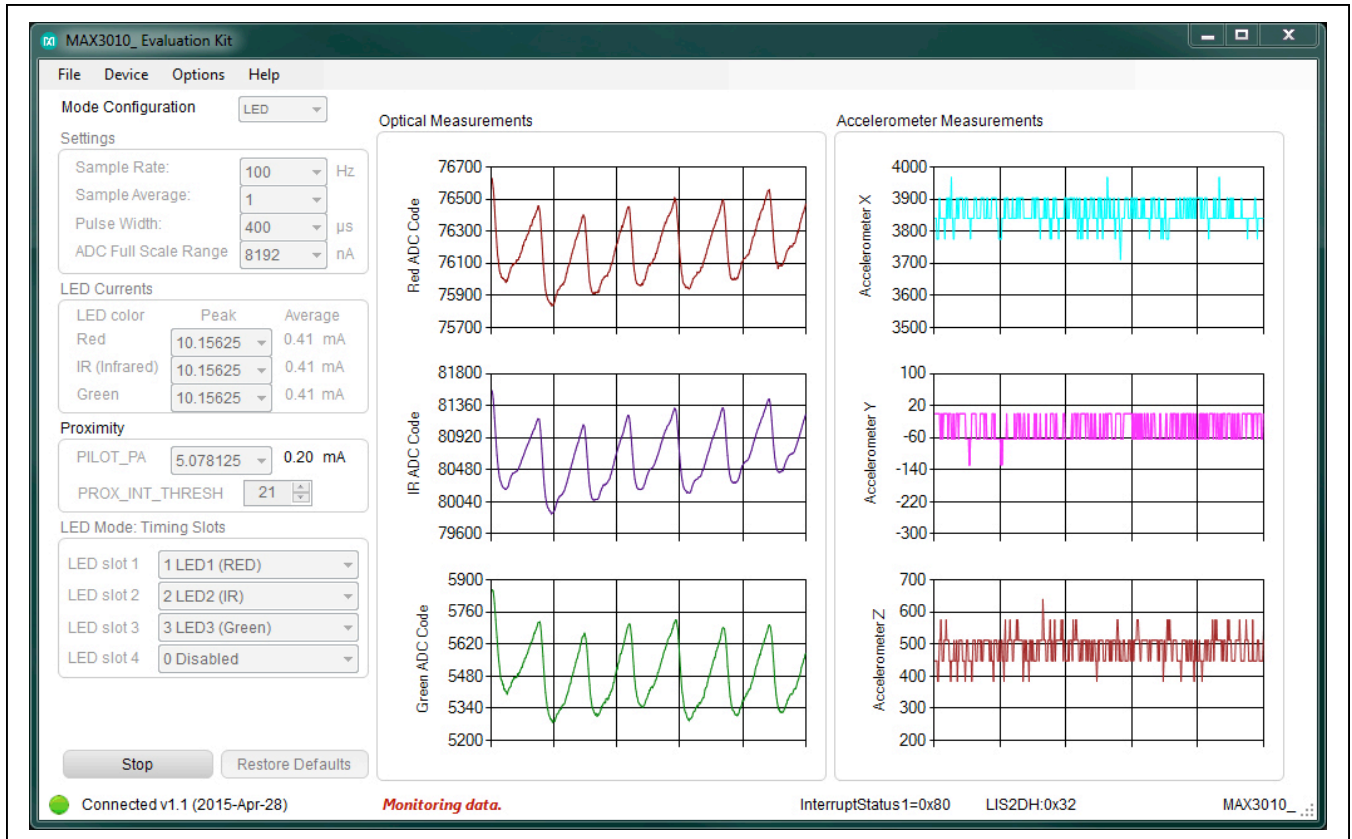 MAX3010_ Evaluation Kit
File Device Options Help
Mode Configuration LED
Settings
Sample Rate: 100 Hz
Sample Average: 1
Pulse Width: 400 µs
ADC Full Scale Range 8192 nA
LED Currents
LED color Peak Average
Red 10.15625 0.41 mA
IR (Infrared) 10.15625 0.41 mA
Green 10.15625 0.41 mA
Proximity
PILOT_PA 5.078125 0.20 mA
PROX_INT_THRESH 21
LED Mode: Timing Slots
LED slot 1 1 LED1 (RED)
LED slot 2 2 LED2 (IR)
LED slot 3 3 LED3 (Green)
LED slot 4 0 Disabled
Stop Restore Defaults
Optical Measurements
Red ADC Code
76700
76500
76300
76100
75900
75700
IR ADC Code
81800
81360
80920
80480
80040
79600
Green ADC Code
5900
5760
5620
5480
5340
5200
Accelerometer Measurements
Accelerometer X
4000
3900
3800
3700
3600
3500
Accelerometer Y
100
20
-60
-140
-220
-300
Accelerometer Z
700
600
500
400
300
200
Connected v1.1 (2015-Apr-28) Monitoring data. InterruptStatus1=0x80 LIS2DH:0x32 MAX3010_